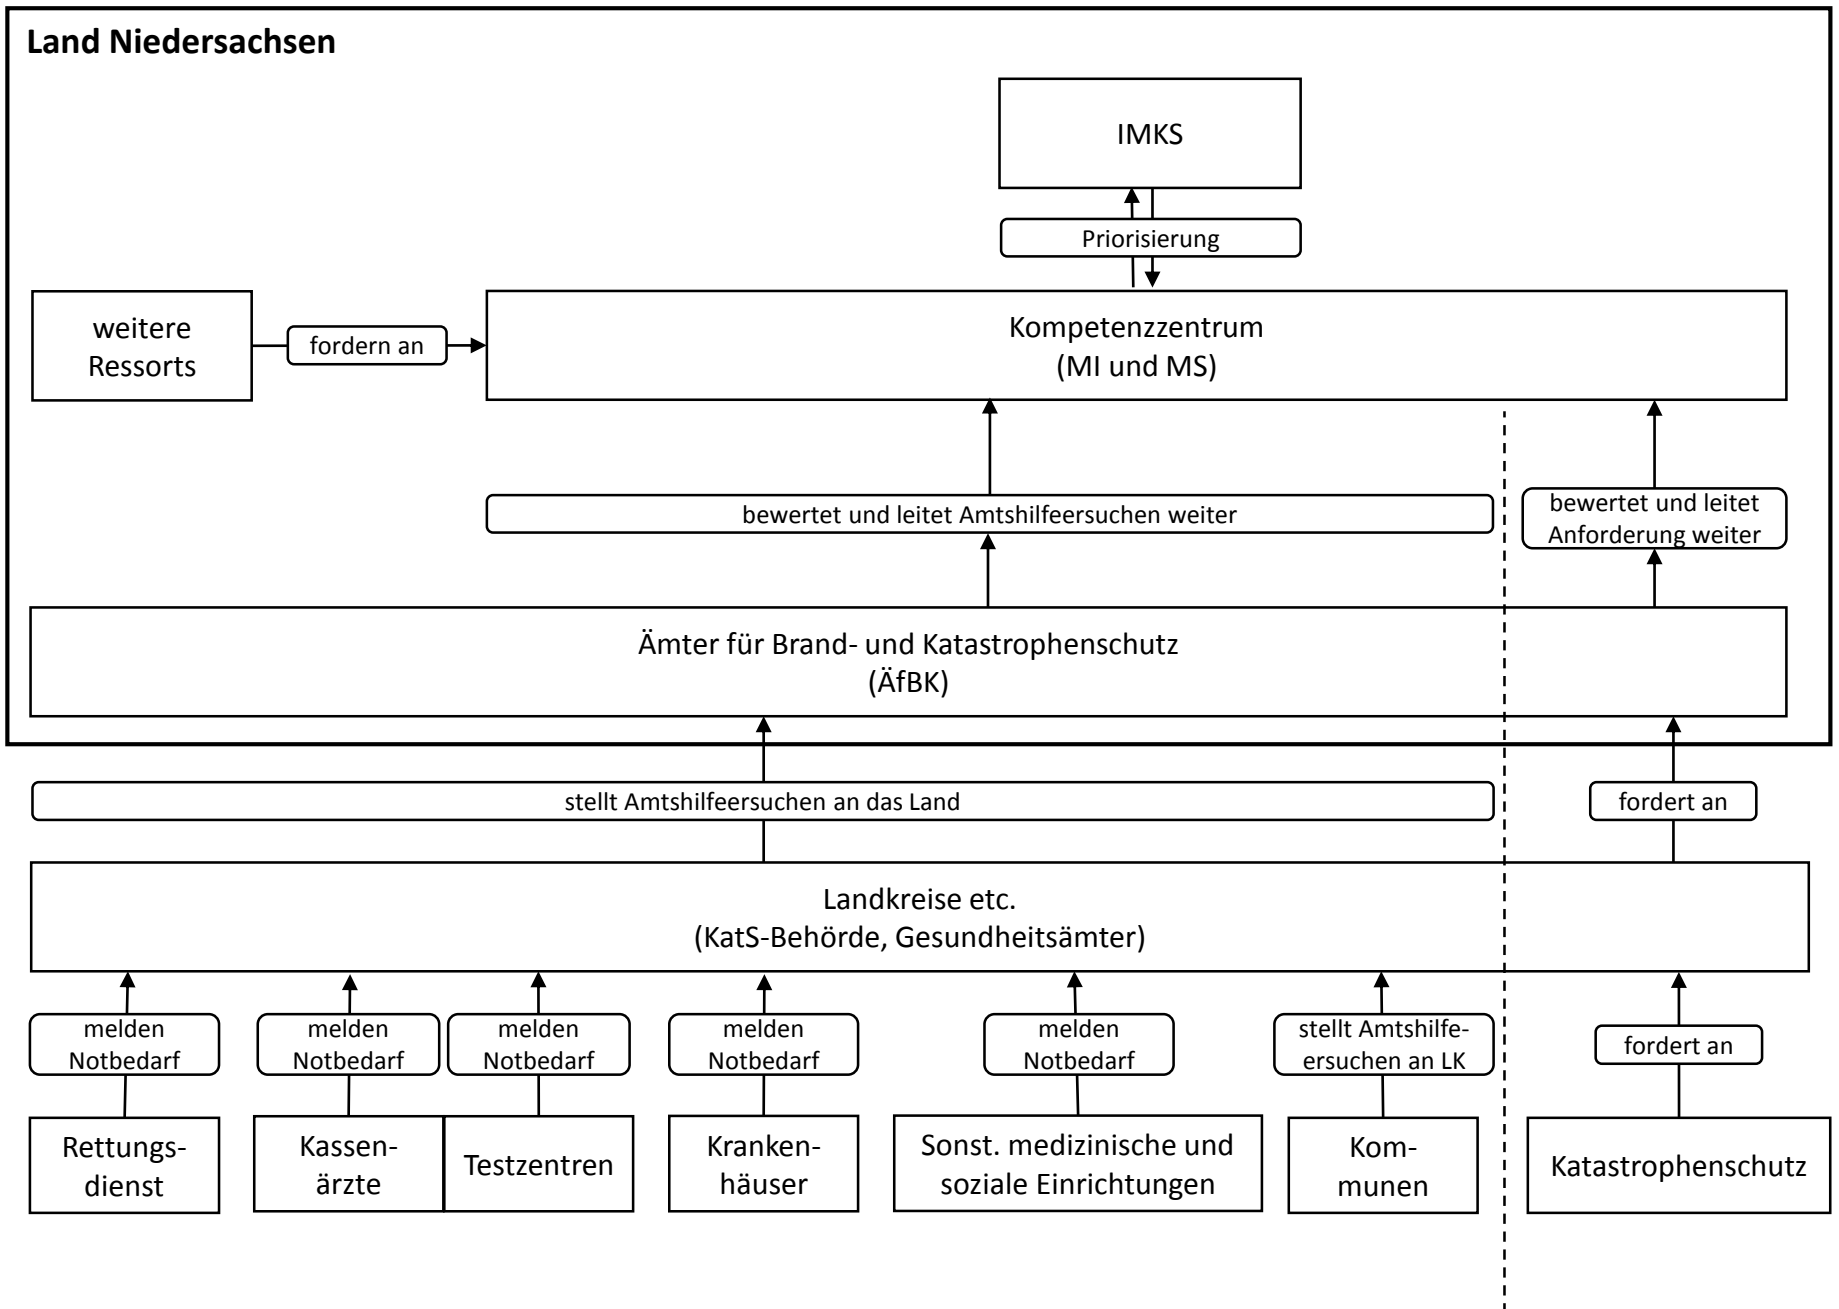 Land Niedersachsen
IMKS
Priorisierung
weitere
Ressorts
fordern an
Kompetenzzentrum
(MI und MS)
bewertet und leitet Amtshilfeersuchen weiter
bewertet und leitet
Anforderung weiter
Ämter für Brand- und Katastrophenschutz
(ÄfBK)
stellt Amtshilfeersuchen an das Land
fordert an
Landkreise etc.
(KatS-Behörde, Gesundheitsämter)
melden
Notbedarf
melden
Notbedarf
melden
Notbedarf
melden
Notbedarf
melden
Notbedarf
stellt Amtshilfe-
ersuchen an LK
fordert an
Rettungs-
dienst
Kassen-
ärzte
Testzentren
Kranken-
häuser
Sonst. medizinische und
soziale Einrichtungen
Kom-
munen
Katastrophenschutz